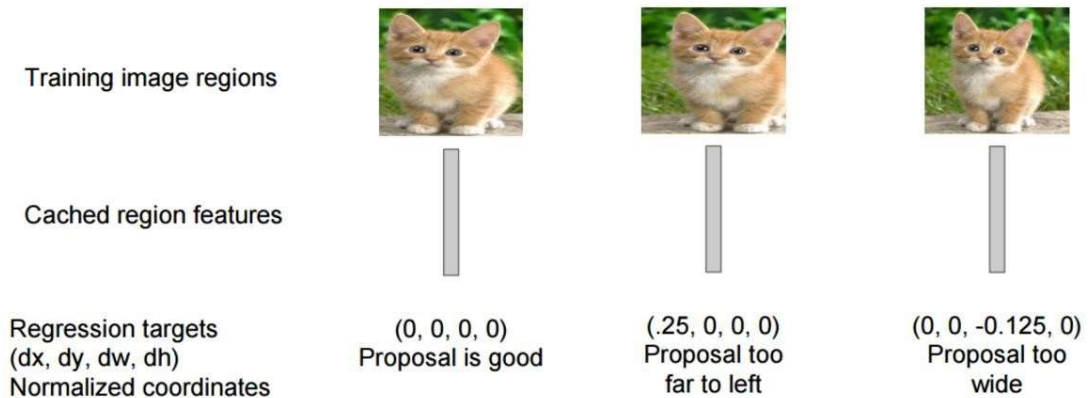 Training image regions
Cached region features
Regression targets
(dx, dy, dw, dh)
Normalized coordinates
(0, 0, 0, 0)
Proposal is good
(.25, 0, 0, 0)
Proposal too
far to left
(0, 0, -0.125, 0)
Proposal too
wide